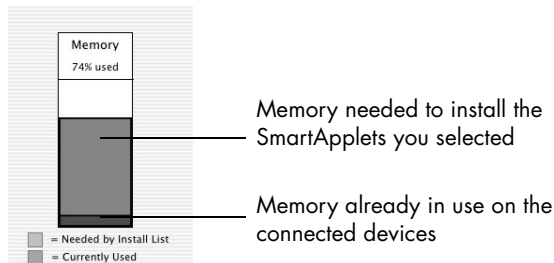 Memory
74% used
Memory needed to install the
SmartApplets you selected
Memory already in use on the
connected devices
= Needed by Install List
= Currently Used